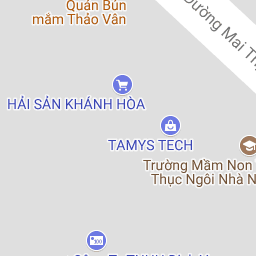 Quán Bún
mắm Thảo Vân
Đường Mai Th
HẢI SẢN KHÁNH HÒA
TAMYS TECH
Trường Mầm Non
Thục Ngôi Nhà N